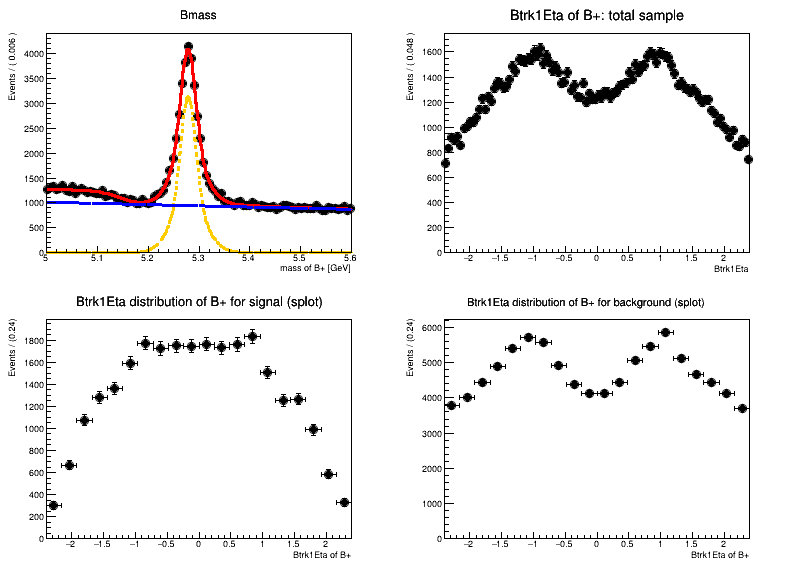 Bmass
Events / ( 0.006 )
4000
3500
3000
2500
2000
1500
1000
500
0
5 5.1 5.2 5.3 5.4 5.5 5.6
mass of B+ [GeV]
Btrk1Eta of B+: total sample
Events / ( 0.048 )
1600
1400
1200
1000
800
600
400
200
0
−2 −1.5 −1 −0.5 0 0.5 1 1.5 2
Btrk1Eta
Btrk1Eta distribution of B+ for signal (splot)
Events / (0.24)
1800
1600
1400
1200
1000
800
600
400
200
0
−2 −1.5 −1 −0.5 0 0.5 1 1.5 2
Btrk1Eta of B+
Btrk1Eta distribution of B+ for background (splot)
Events / (0.24)
6000
5000
4000
3000
2000
1000
0
−2 −1.5 −1 −0.5 0 0.5 1 1.5 2
Btrk1Eta of B+